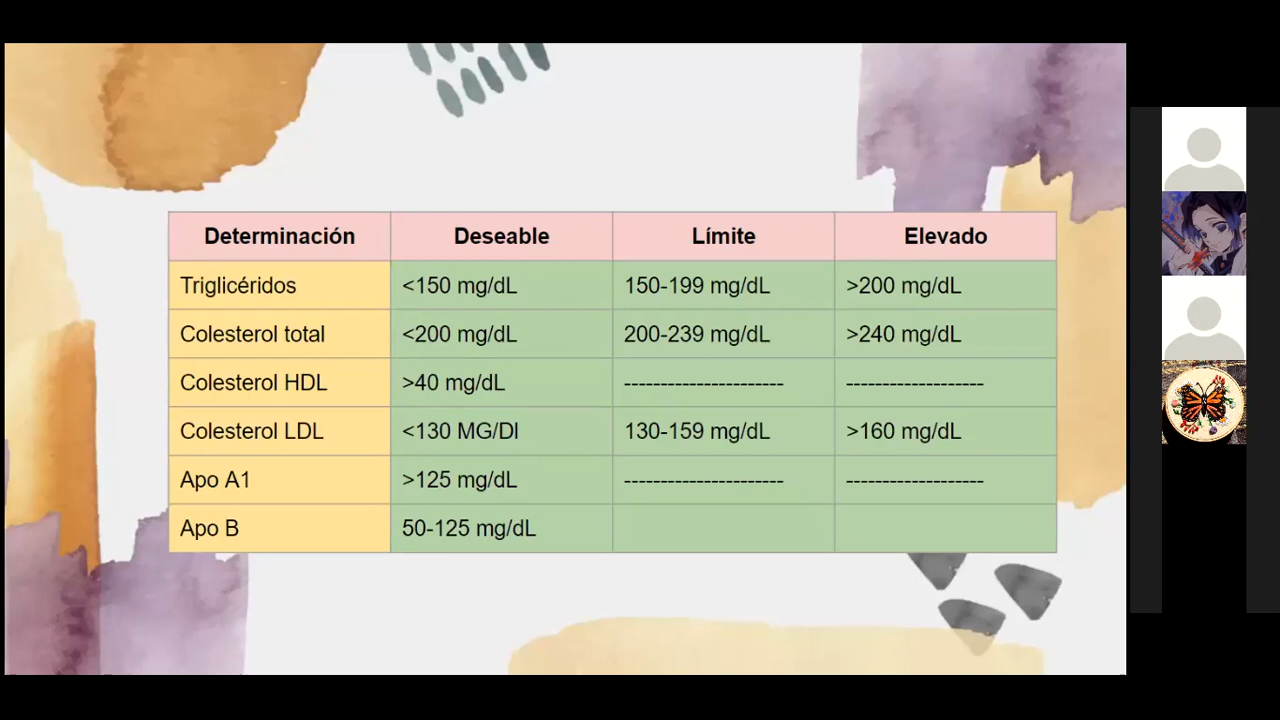 Determinación Deseable Límite Elevado
Triglicéridos <150 mg/dL 150-199 mg/dL >200 mg/dL
Colesterol total <200 mg/dL 200-239 mg/dL >240 mg/dL
Colesterol HDL >40 mg/dL ---------------------- -------------------
Colesterol LDL <130 MG/Dl 130-159 mg/dL >160 mg/dL
Apo A1 >125 mg/dL ---------------------- -------------------
Apo B 50-125 mg/dL